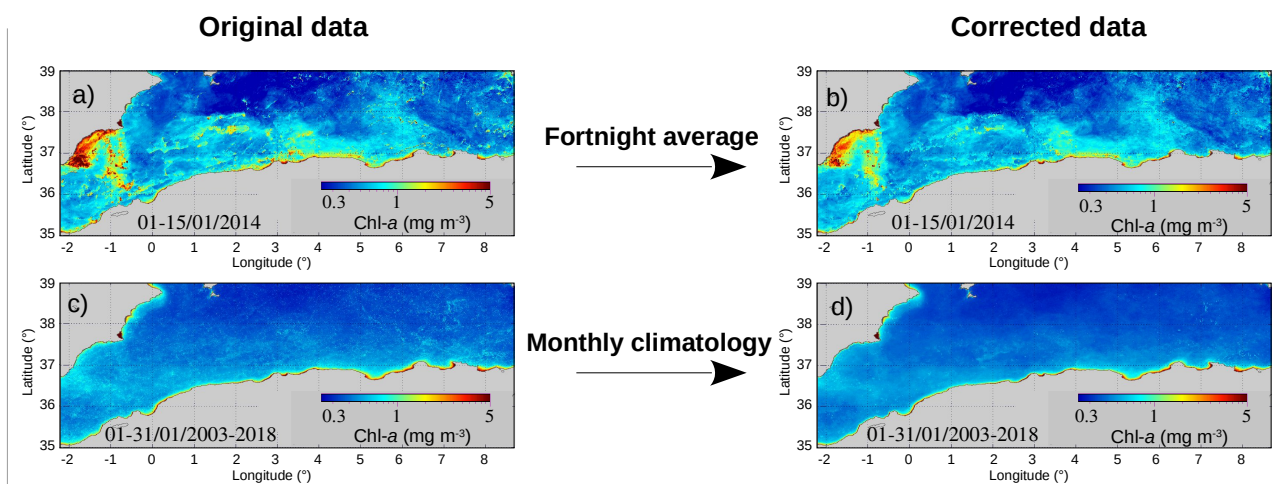 Original data
Corrected data
a)
39
38
37
36
35
Latitude (°)
0.3 1 5
Chl-a (mg m-3)
01-15/01/2014
-2 -1 0 1 2 3 4 5 6 7 8
Longitude (°)
Fortnight average
b)
39
38
37
36
35
Latitude (°)
0.3 1 5
Chl-a (mg m-3)
01-15/01/2014
-2 -1 0 1 2 3 4 5 6 7 8
Longitude (°)
c)
39
38
37
36
35
Latitude (°)
0.3 1 5
Chl-a (mg m-3)
01-31/01/2003-2018
-2 -1 0 1 2 3 4 5 6 7 8
Longitude (°)
Monthly climatology
d)
39
38
37
36
35
Latitude (°)
0.3 1 5
Chl-a (mg m-3)
01-31/01/2003-2018
-2 -1 0 1 2 3 4 5 6 7 8
Longitude (°)